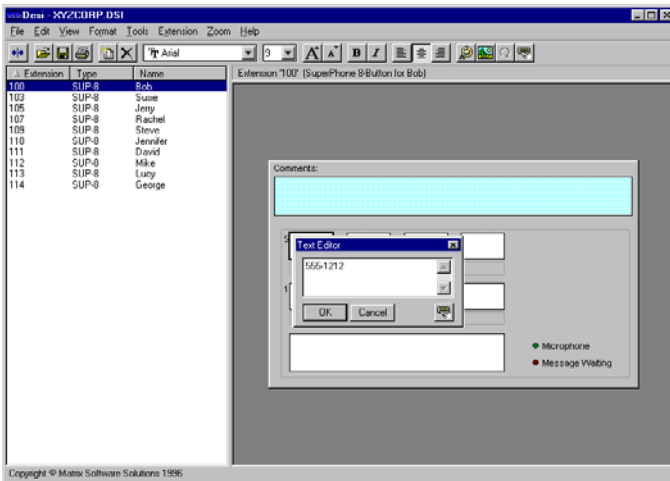 Desi - XYZCORP.DSI
File Edit View Format Tools Extension Zoom Help
Arial 9 A A B I
Extension Type Name
Extension "100" (SuperPhone 8-Button for Bob)
100 SUP-8 Bob
103 SUP-8 Susie
105 SUP-8 Jerry
107 SUP-8 Rachel
109 SUP-8 Steve
110 SUP-8 Jennifer
111 SUP-8 David
112 SUP-8 Mike
113 SUP-8 Lucy
114 SUP-8 George
Comments:
5
Text Editor
555-1212
1
OK Cancel
Microphone
Message Waiting
Copyright © Matrix Software Solutions 1996